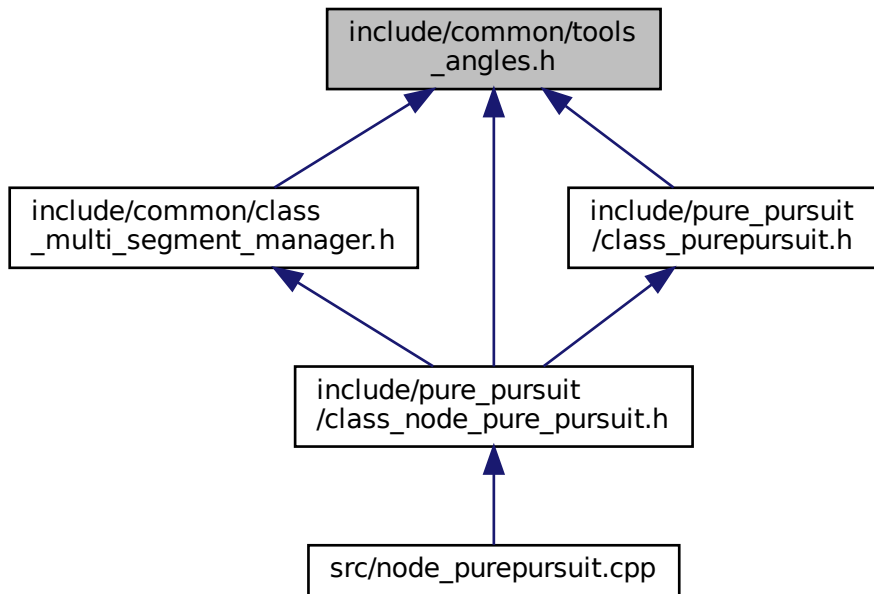 include/common/tools
_angles.h
include/common/class
_multi_segment_manager.h
include/pure_pursuit
/class_purepursuit.h
include/pure_pursuit
/class_node_pure_pursuit.h
src/node_purepursuit.cpp